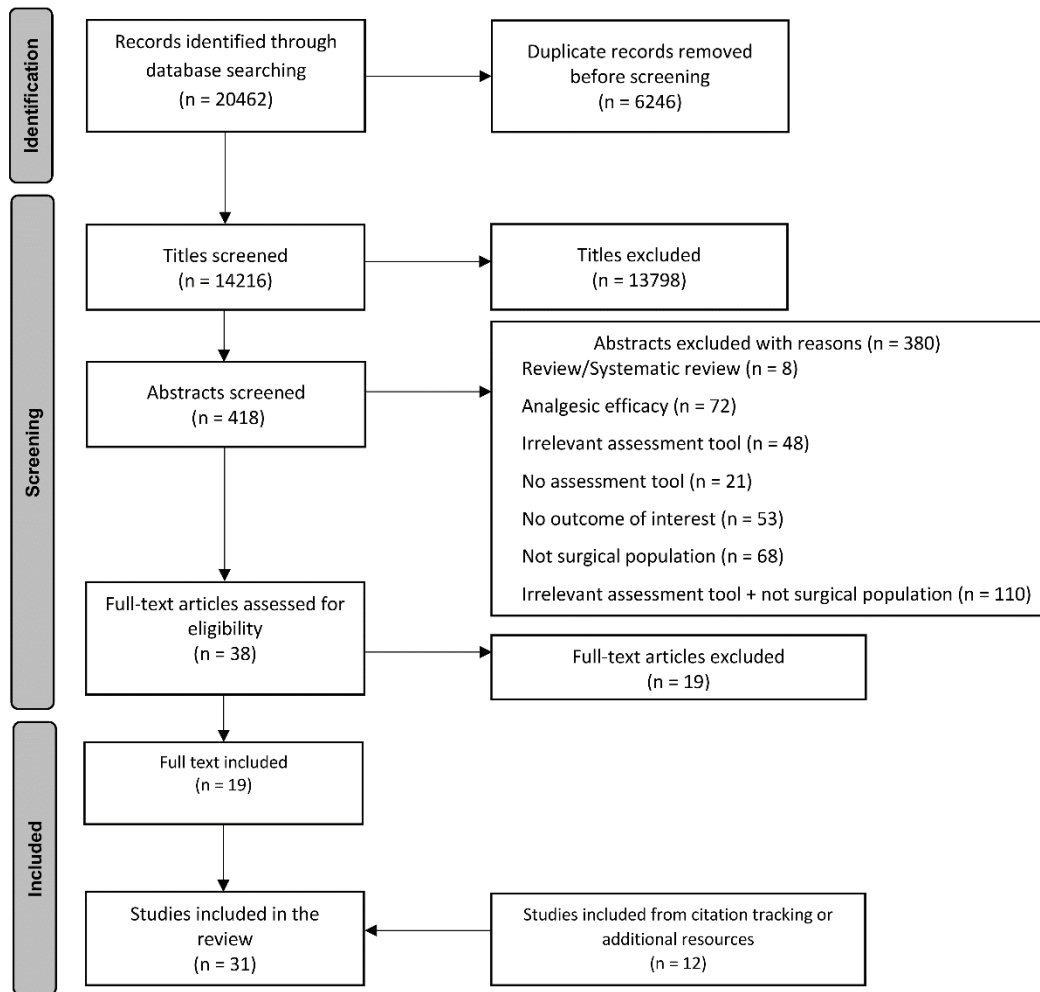 Identification
Records identified through
database searching
(n = 20462)
Duplicate records removed
before screening
(n = 6246)
Screening
Titles screened
(n = 14216)
Titles excluded
(n = 13798)
Abstracts screened
(n = 418)
Abstracts excluded with reasons (n = 380)
Review/Systematic review (n = 8)
Analgesic efficacy (n = 72)
Irrelevant assessment tool (n = 48)
No assessment tool (n = 21)
No outcome of interest (n = 53)
Not surgical population (n = 68)
Irrelevant assessment tool + not surgical population (n = 110)
Full-text articles assessed for
eligibility
(n = 38)
Full-text articles excluded
(n = 19)
Included
Full text included
(n = 19)
Studies included in the
review
(n = 31)
Studies included from citation tracking or
additional resources
(n = 12)